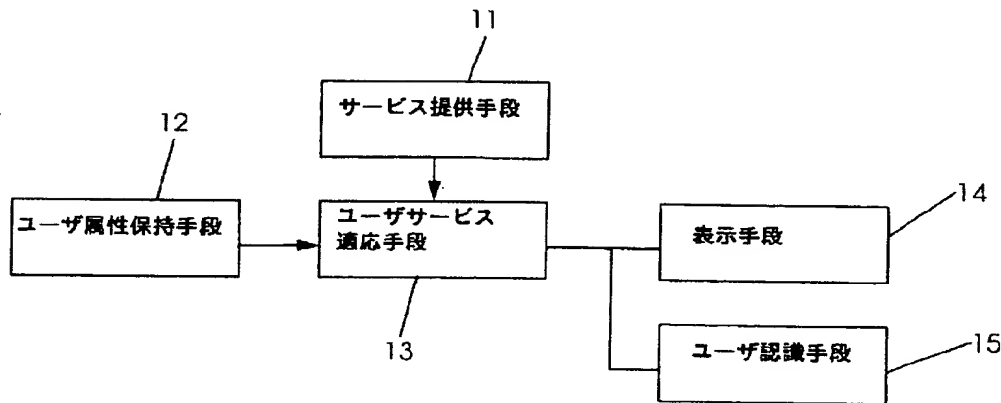 11
サービス提供手段
12
ユーザ属性保持手段
ユーザサービス
適応手段
13
14
表示手段
ユーザ認識手段
15